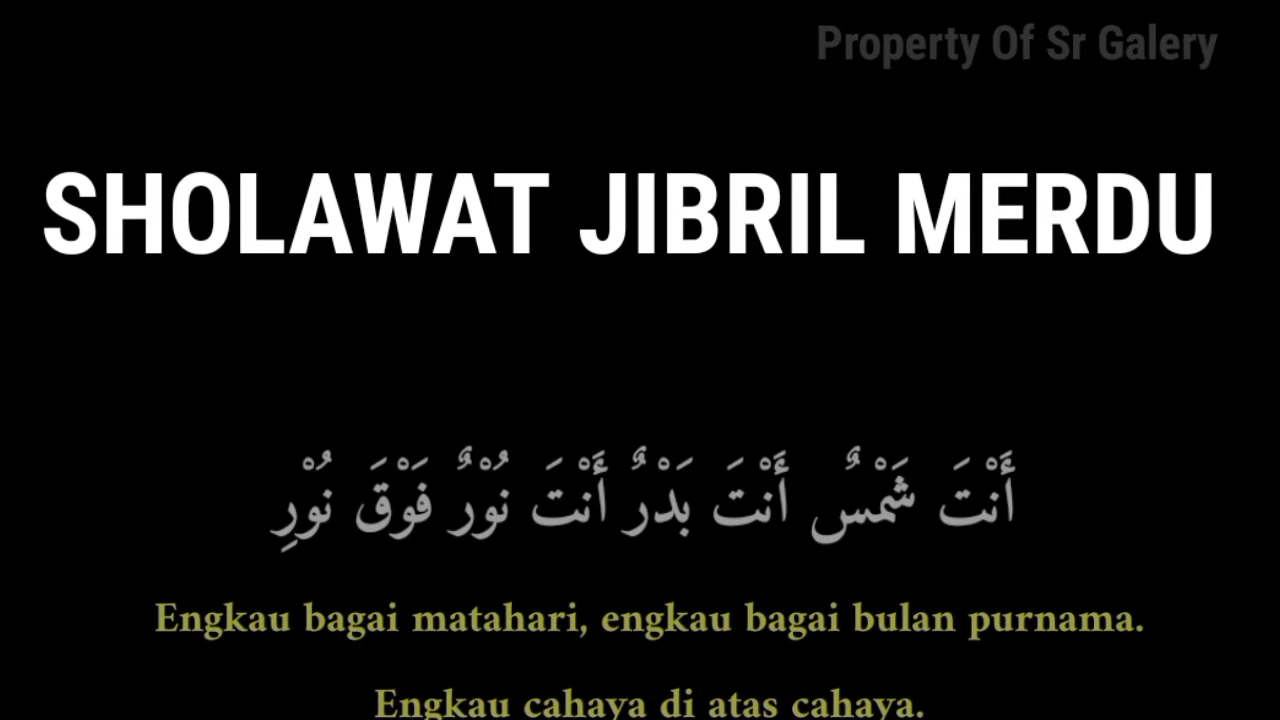 Property Of Sr Galery
SHOLAWAT JIBRIL MERDU
أَنْتَ شَمْسٌ أَنْتَ بَدْرٌ أَنْتَ نُوْرٌ فَوْقَ نُوْرِ
Engkau bagai matahari, engkau bagai bulan purnama.
Engkau cahaya di atas cahaya.